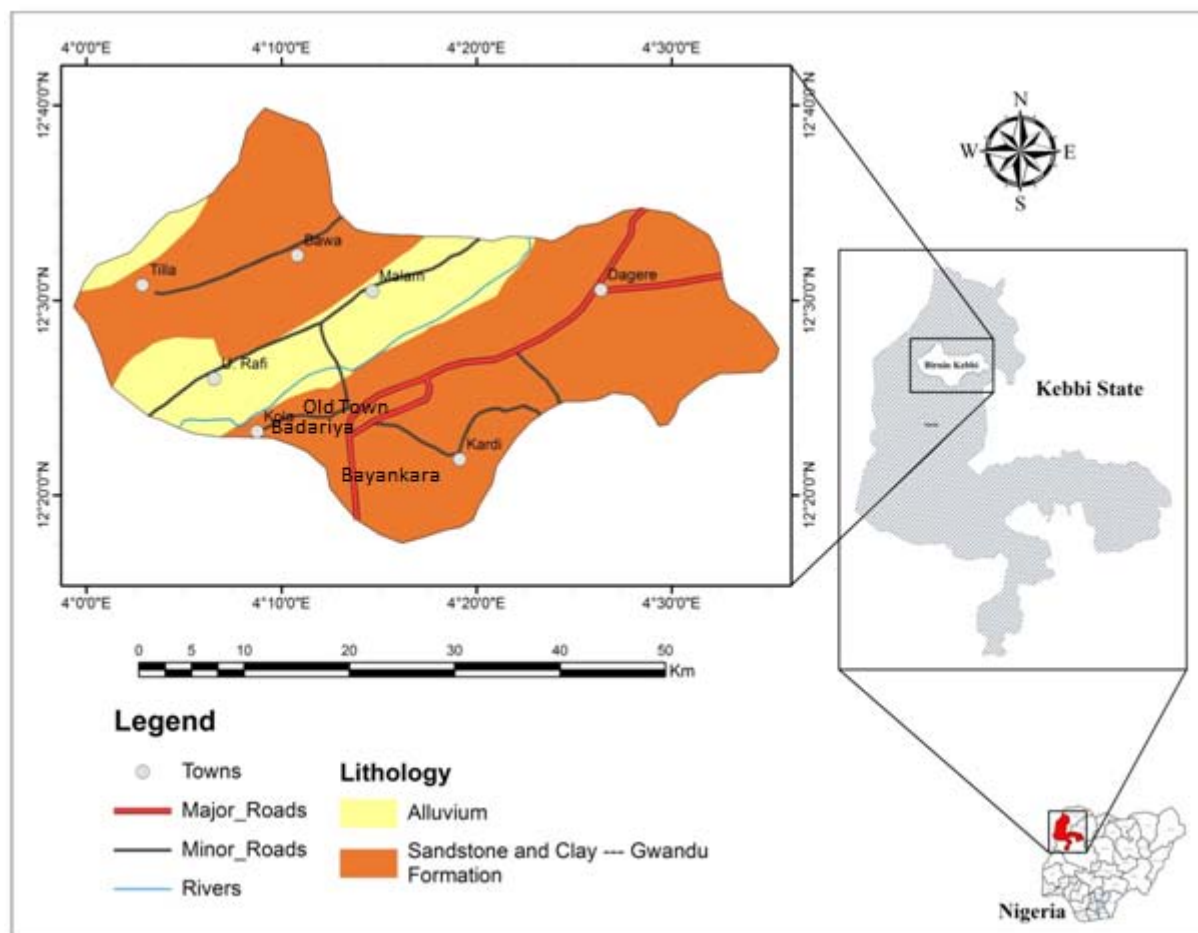 4°0'0"E 4°10'0"E 4°20'0"E 4°30'0"E
12°40'0"N 12°40'0"N
12°30'0"N 12°30'0"N
12°20'0"N 12°20'0"N
Bawa
Tilla
Malam
Dagere
U. Rafi
Kola
Old Town
Badariya
Kardi
Bayankara
4°0'0"E 4°10'0"E 4°20'0"E 4°30'0"E
N
W E
S
Birnin Kebbi
Kebbi State
0 5 10 20 30 40 50
Km
Legend
Towns
Major_Roads
Minor_Roads
Rivers
Lithology
Alluvium
Sandstone and Clay --- Gwandu
Formation
Nigeria